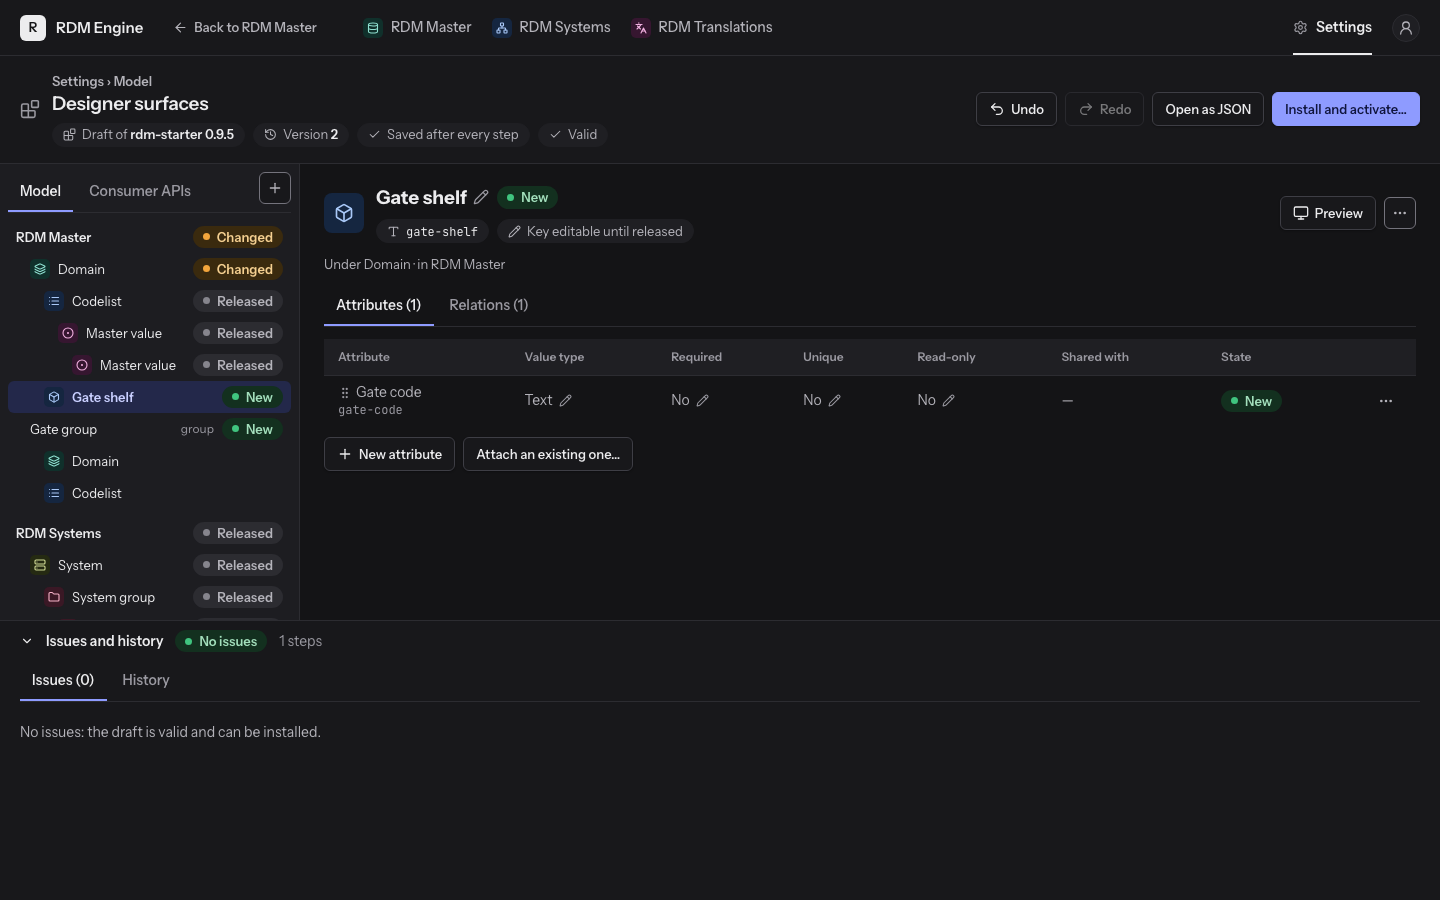 R RDM Engine Back to RDM Master RDM Master RDM Systems RDM Translations Settings
Settings › Model
Designer surfaces
Draft of rdm-starter 0.9.5 Version 2 Saved after every step Valid
Undo Redo Open as JSON Install and activate...
Model Consumer APIs
RDM Master Changed
Domain Changed
Codelist Released
Master value Released
Master value Released
Gate shelf New
Gate group group New
Domain
Codelist
RDM Systems Released
System Released
System group Released
Gate shelf New
gate-shelf Key editable until released
Preview
Under Domain · in RDM Master
Attributes (1) Relations (1)
Attribute Value type Required Unique Read-only Shared with State
Gate code Text No No No — New
gate-code
New attribute Attach an existing one...
Issues and history No issues 1 steps
Issues (0) History
No issues: the draft is valid and can be installed.